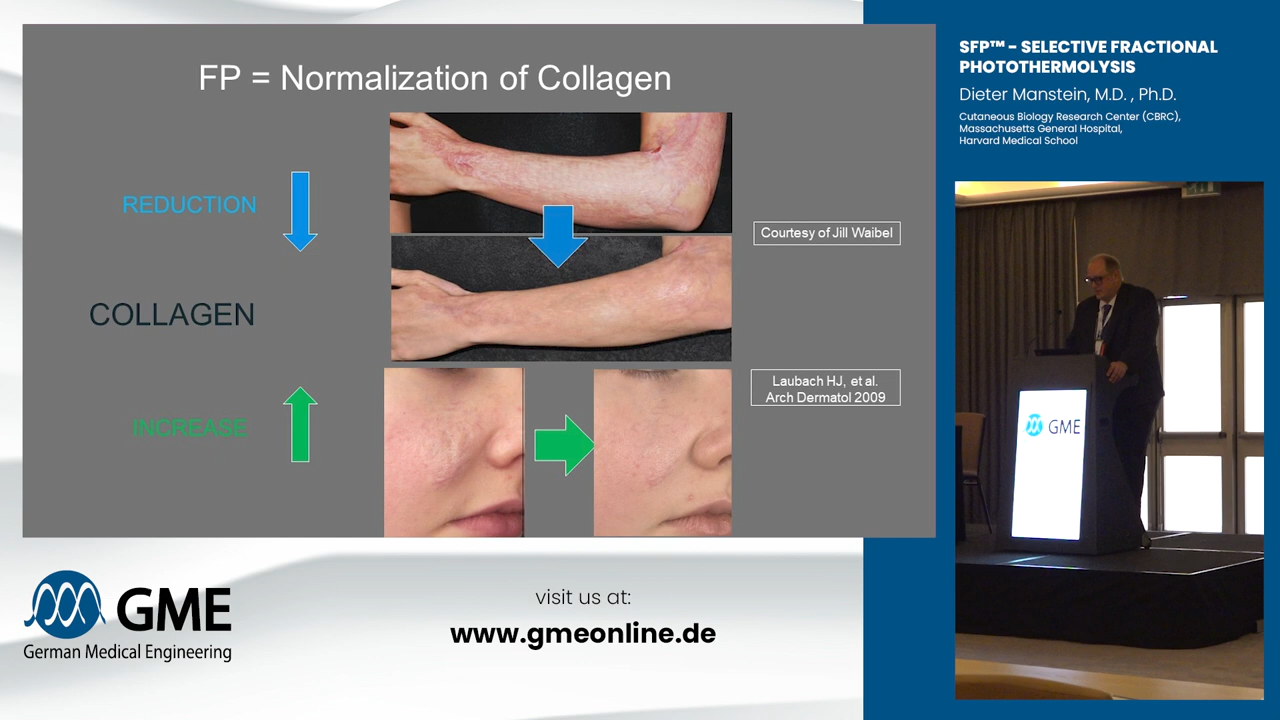 FP = Normalization of Collagen
REDUCTION
COLLAGEN
INCREASE
Courtesy of Jill Waibel
Laubach HJ, et al.
Arch Dermatol 2009
SFP™ - SELECTIVE FRACTIONAL
PHOTOTHERMOLYSIS
Dieter Manstein, M.D. , Ph.D.
Cutaneous Biology Research Center (CBRC),
Massachusetts General Hospital,
Harvard Medical School
GME
GME
German Medical Engineering
visit us at:
www.gmeonline.de